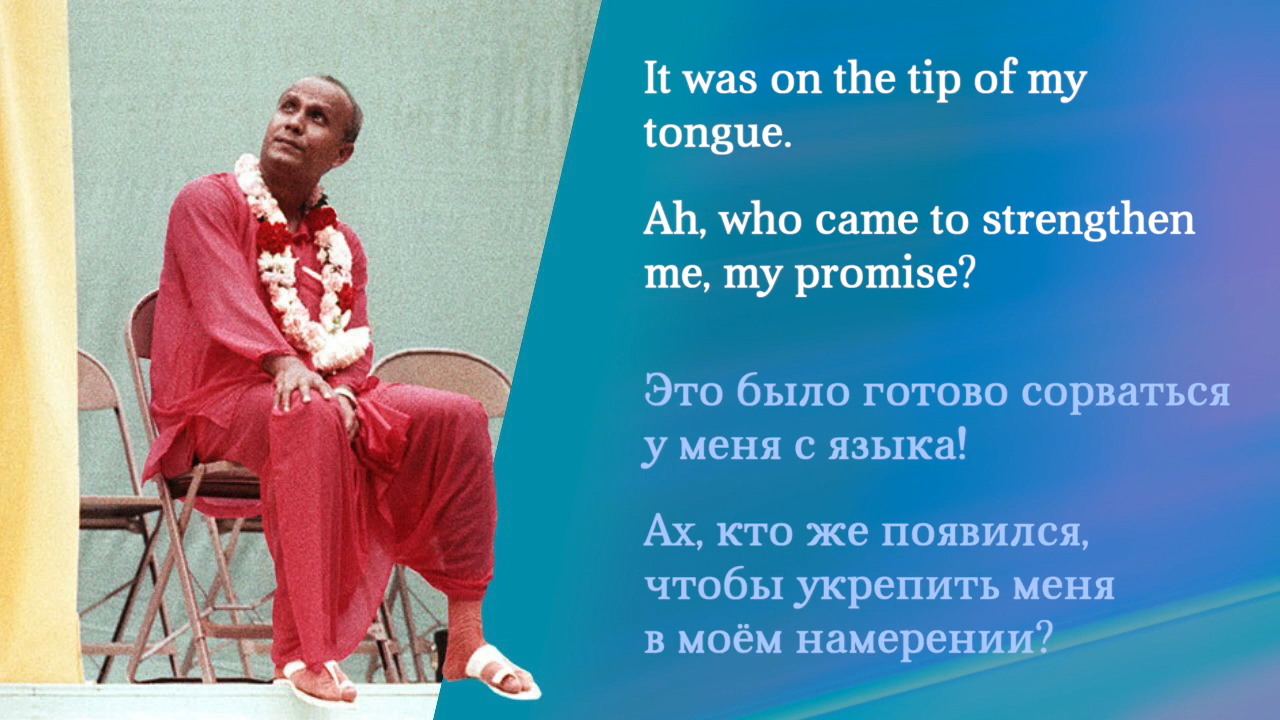 It was on the tip of my
tongue.
Ah, who came to strengthen
me, my promise?
Это было готово сорваться
у меня с языка!
Ах, кто же появился,
чтобы укрепить меня
в моём намерении?